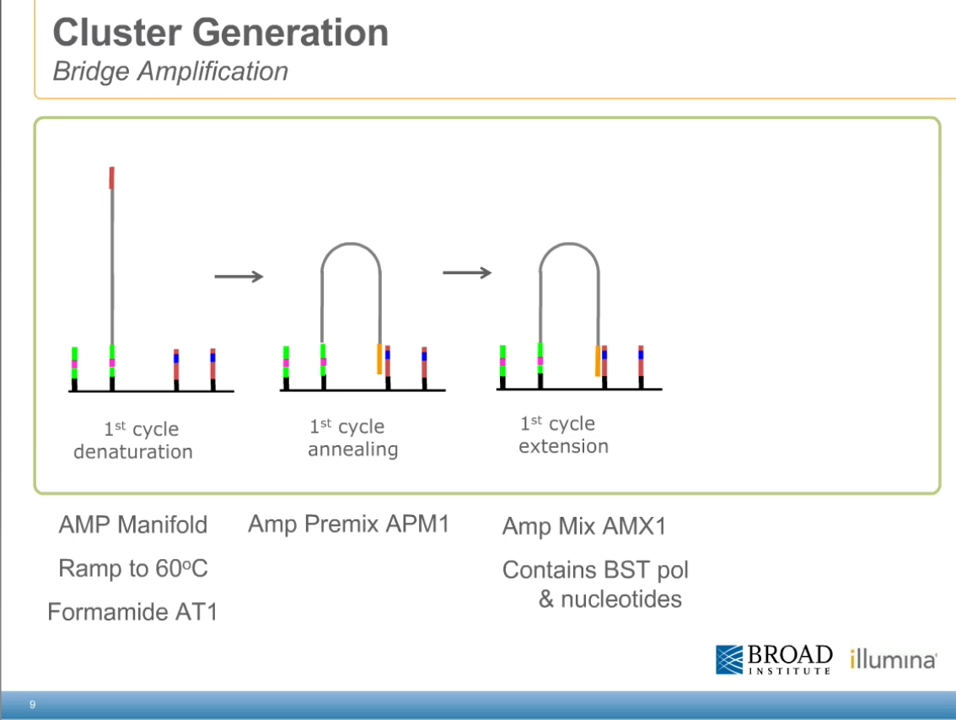 Cluster Generation
Bridge Amplification
1st cycle
denaturation
1st cycle
annealing
1st cycle
extension
AMP Manifold
Ramp to 60oC
Formamide AT1
Amp Premix APM1
Amp Mix AMX1
Contains BST pol
& nucleotides
BROAD
INSTITUTE
illumina
9